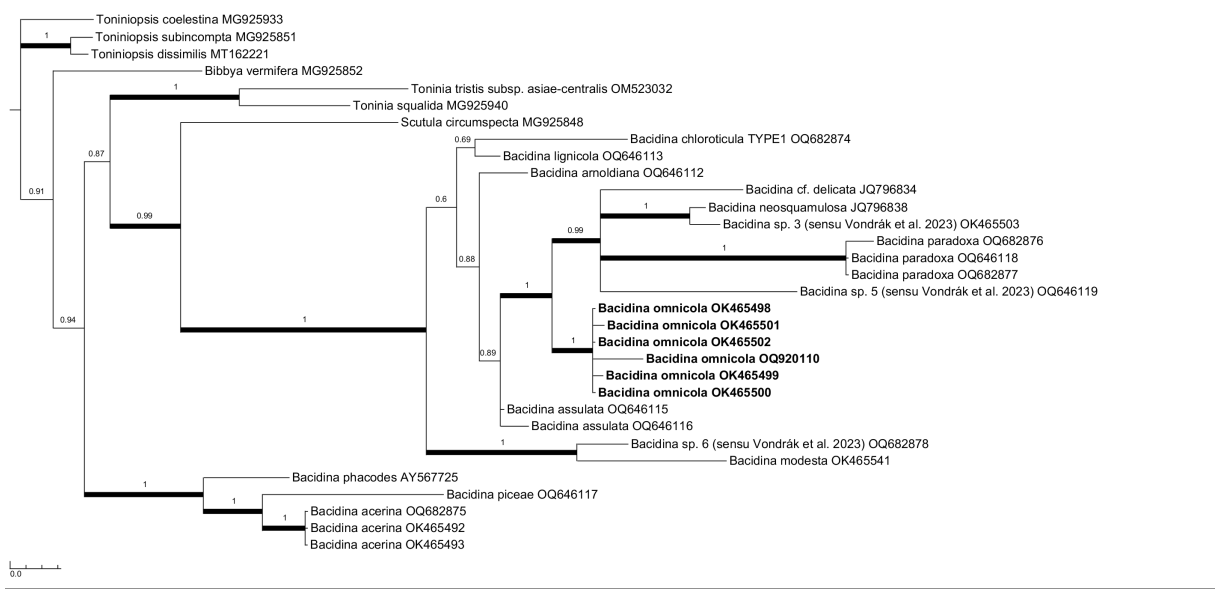 Toniniopsis coelestina MG925933
1
Toniniopsis subincompta MG925851
Toniniopsis dissimilis MT162221
Bibbya vermifera MG925852
1
Toninia tristis subsp. asiae-centralis OM523032
Toninia squalida MG925940
Scutula circumspecta MG925848
0.69
Bacidina chloroticula TYPE1 OQ682874
0.87
Bacidina lignicola OQ646113
Bacidina arnoldiana OQ646112
0.91
Bacidina cf. delicata JQ796834
0.6
1
Bacidina neosquamulosa JQ796838
0.99
Bacidina sp. 3 (sensu Vondrák et al. 2023) OK465503
0.99
Bacidina paradoxa OQ682876
1
0.88
Bacidina paradoxa OQ646118
Bacidina paradoxa OQ682877
1
Bacidina sp. 5 (sensu Vondrák et al. 2023) OQ646119
Bacidina omnicola OK465498
0.94
1
Bacidina omnicola OK465501
1
Bacidina omnicola OK465502
0.89
Bacidina omnicola OQ920110
Bacidina omnicola OK465499
Bacidina omnicola OK465500
Bacidina assulata OQ646115
Bacidina assulata OQ646116
1
Bacidina sp. 6 (sensu Vondrák et al. 2023) OQ682878
Bacidina modesta OK465541
Bacidina phacodes AY567725
1
Bacidina piceae OQ646117
1
Bacidina acerina OQ682875
1
Bacidina acerina OK465492
Bacidina acerina OK465493
0.0